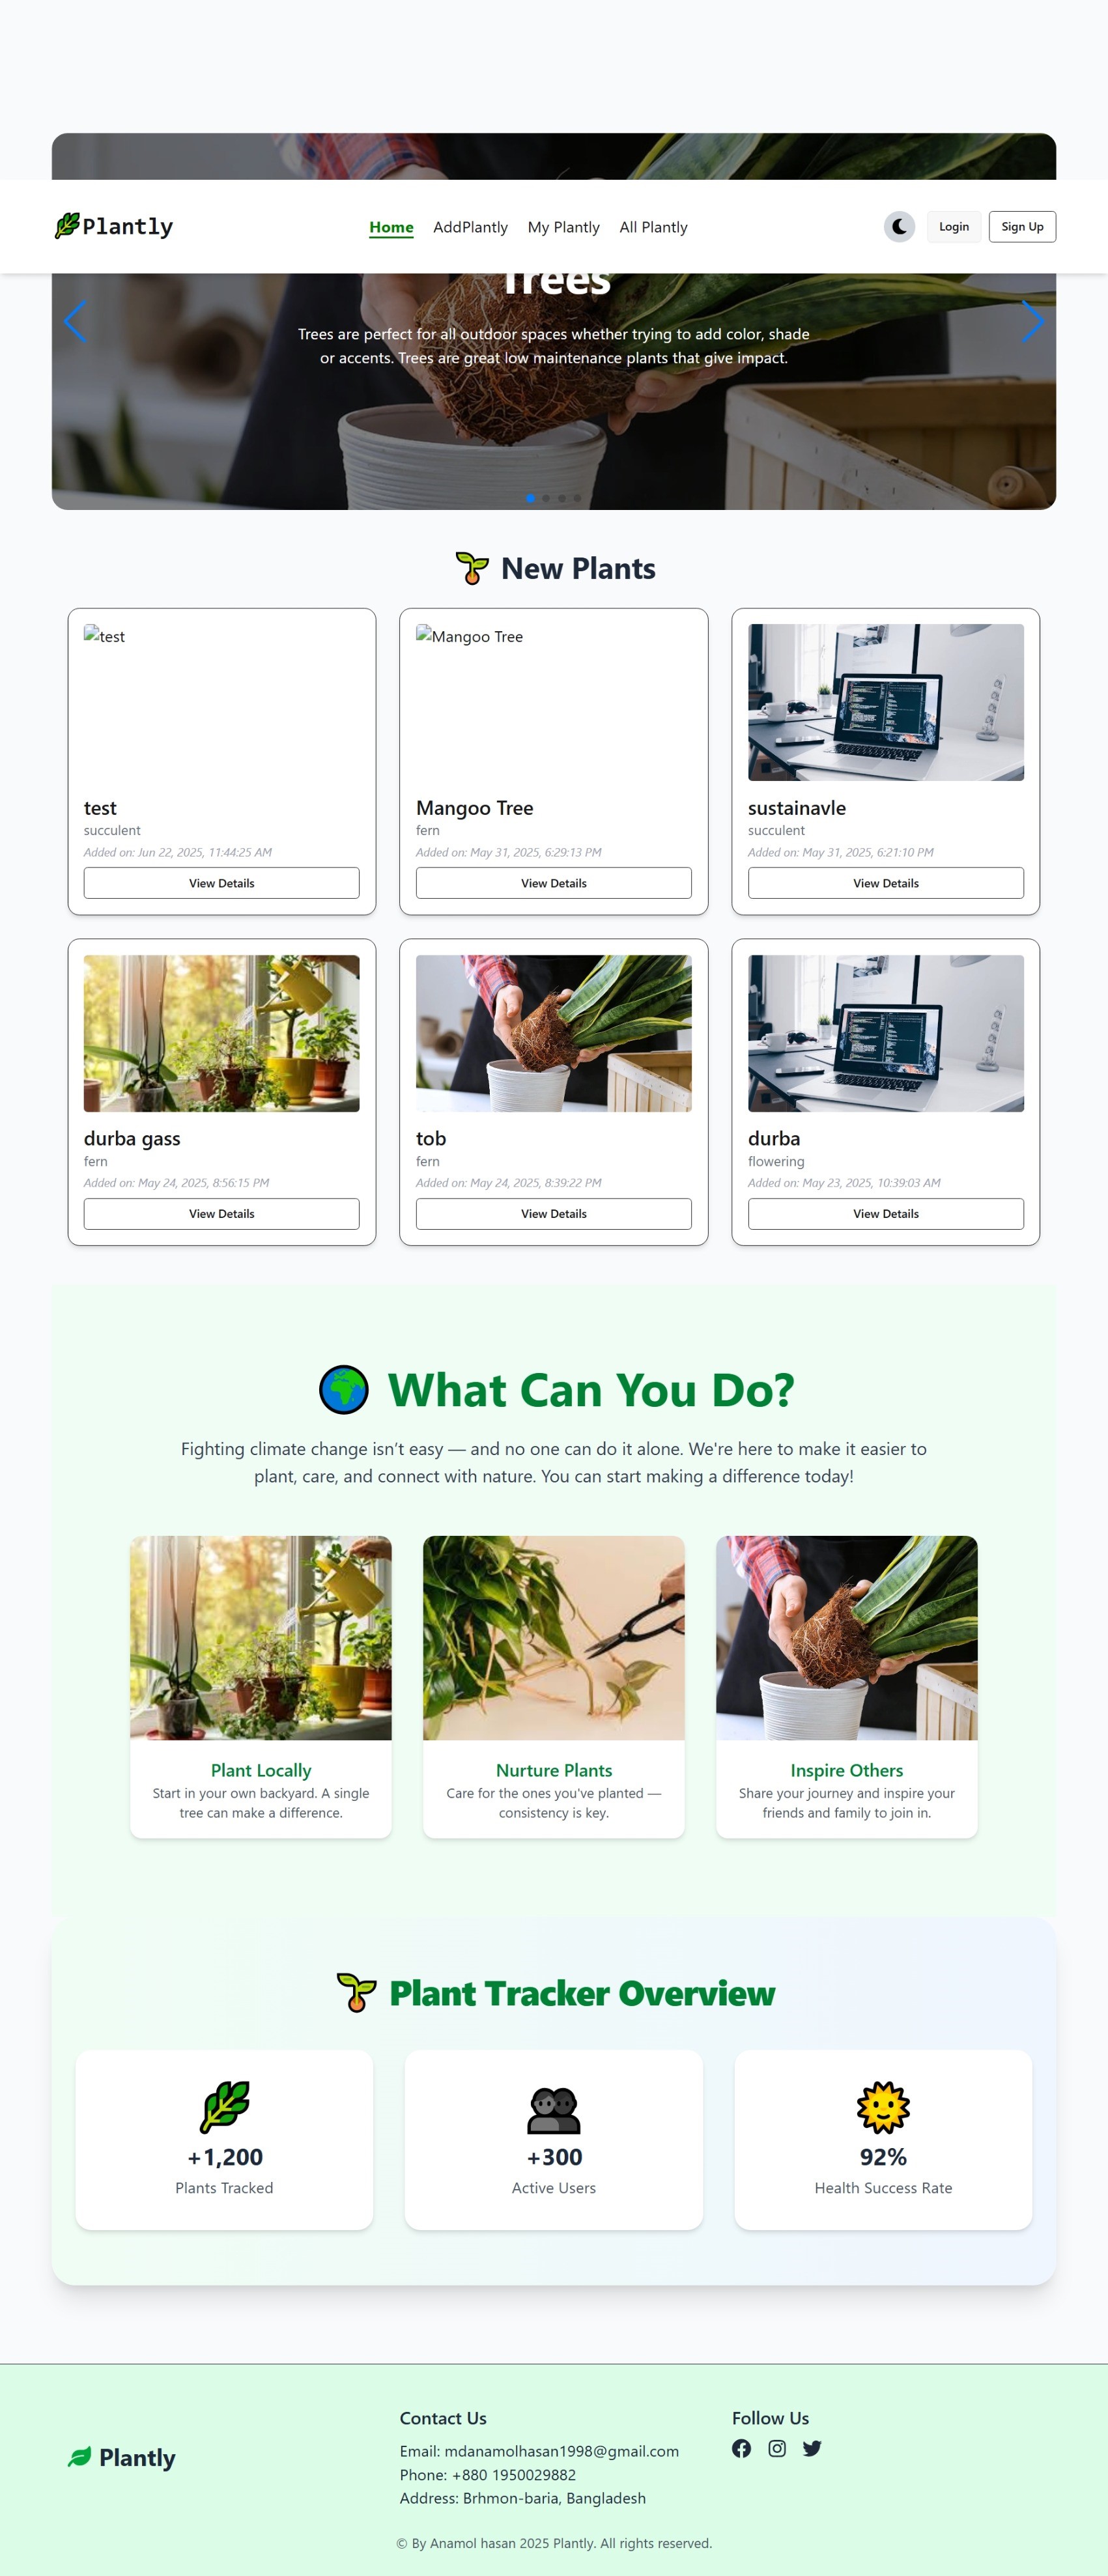 Plantly
Home AddPlantly My Plantly All Plantly
Login Sign Up
Trees
Trees are perfect for all outdoor spaces whether trying to add color, shade
or accents. Trees are great low maintenance plants that give impact.
New Plants
test
Mangoo Tree
test
succulent
Added on: Jun 22, 2025, 11:44:25 AM
View Details
Mangoo Tree
fern
Added on: May 31, 2025, 6:29:13 PM
View Details
sustainavle
succulent
Added on: May 31, 2025, 6:21:10 PM
View Details
durba gass
fern
Added on: May 24, 2025, 8:56:15 PM
View Details
tob
fern
Added on: May 24, 2025, 8:39:22 PM
View Details
durba
flowering
Added on: May 23, 2025, 10:39:03 AM
View Details
What Can You Do?
Fighting climate change isn’t easy — and no one can do it alone. We're here to make it easier to
plant, care, and connect with nature. You can start making a difference today!
Plant Locally
Start in your own backyard. A single
tree can make a difference.
Nurture Plants
Care for the ones you've planted —
consistency is key.
Inspire Others
Share your journey and inspire your
friends and family to join in.
Plant Tracker Overview
+1,200
Plants Tracked
+300
Active Users
92%
Health Success Rate
Plantly
Contact Us
Email: mdanamolhasan1998@gmail.com
Phone: +880 1950029882
Address: Brhmon-baria, Bangladesh
Follow Us
© By Anamol hasan 2025 Plantly. All rights reserved.